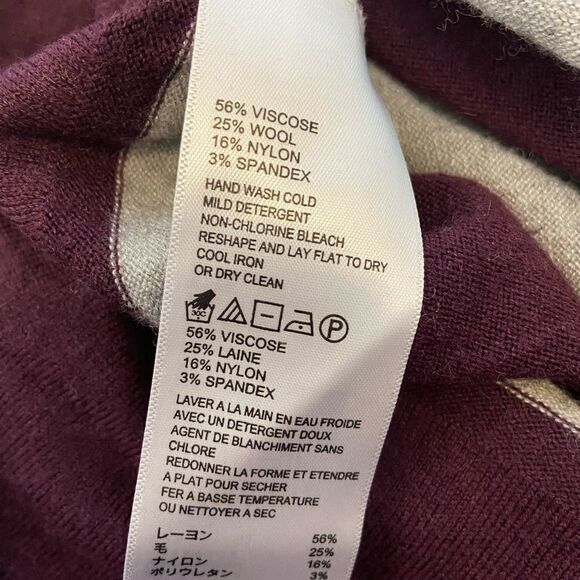 56% VISCOSE
25% WOOL
16% NYLON
3% SPANDEX
HAND WASH COLD
MILD DETERGENT
NON-CHLORINE BLEACH
RESHAPE AND LAY FLAT TO DRY
COOL IRON
OR DRY CLEAN
30C P
56% VISCOSE
25% LAINE
16% NYLON
3% SPANDEX
LAVER A LA MAIN EN EAU FROIDE
AVEC UN DETERGENT DOUX
AGENT DE BLANCHIMENT SANS
CHLORE
REDONNER LA FORME ET ETENDRE
A PLAT POUR SECHER
FER A BASSE TEMPERATURE
OU NETTOYER A SEC
レーヨン 56%
毛 25%
ナイロン 16%
ポリウレタン 3%